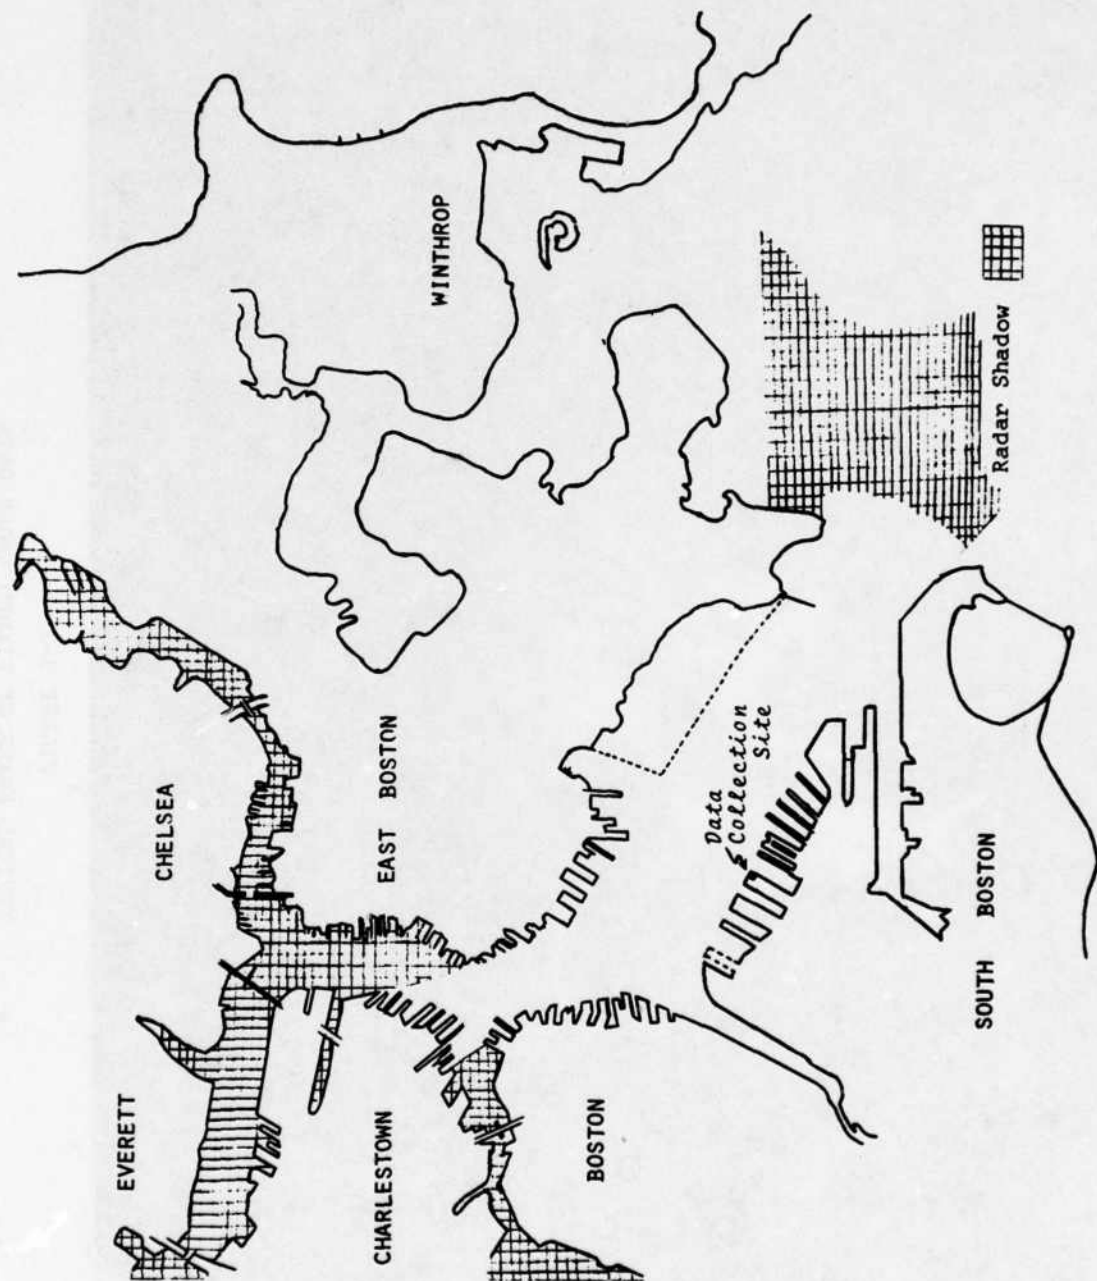 EVERETT
CHELSEA
CHARLESTOWN
EAST BOSTON
WINTHROP
BOSTON
Data
Collection
Site
SOUTH BOSTON
Radar Shadow